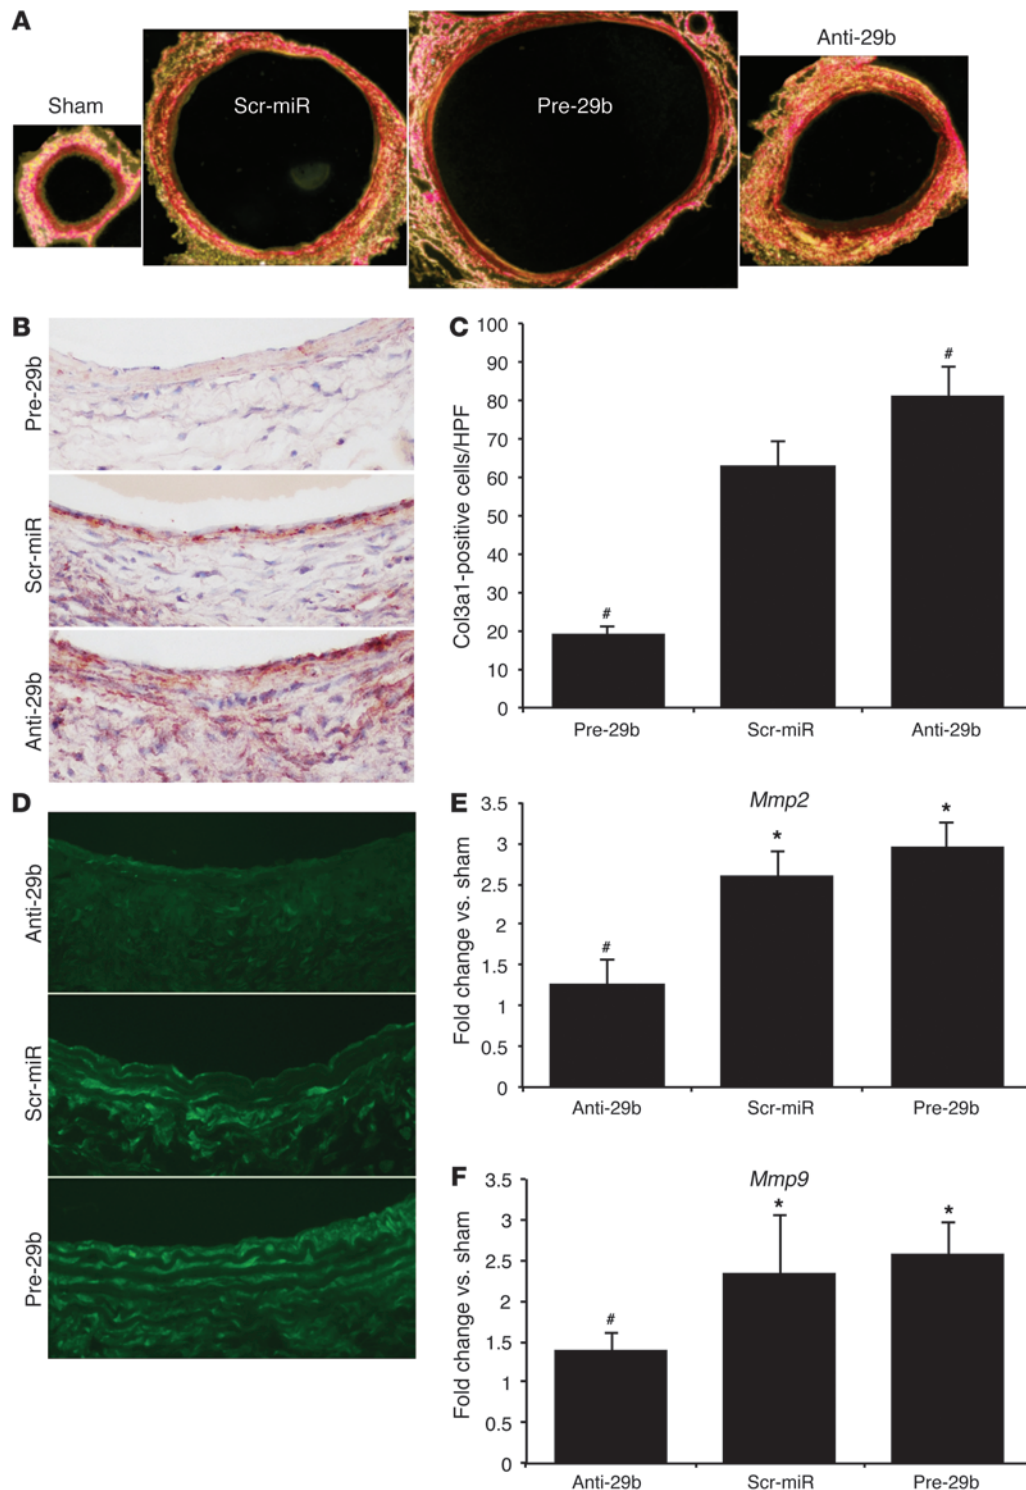 A
Sham
Scr-miR
Pre-29b
Anti-29b
B
Pre-29b
Scr-miR
Anti-29b
C
Col3a1-positive cells/HPF
100
90
80
70
60
50
40
30
20
10
0
#
#
Pre-29b
Scr-miR
Anti-29b
D
Anti-29b
Scr-miR
Pre-29b
E
Mmp2
Fold change vs. sham
3.5
3
2.5
2
1.5
1
0.5
0
#
*
*
Anti-29b
Scr-miR
Pre-29b
F
Mmp9
Fold change vs. sham
3.5
3
2.5
2
1.5
1
0.5
0
#
*
*
Anti-29b
Scr-miR
Pre-29b